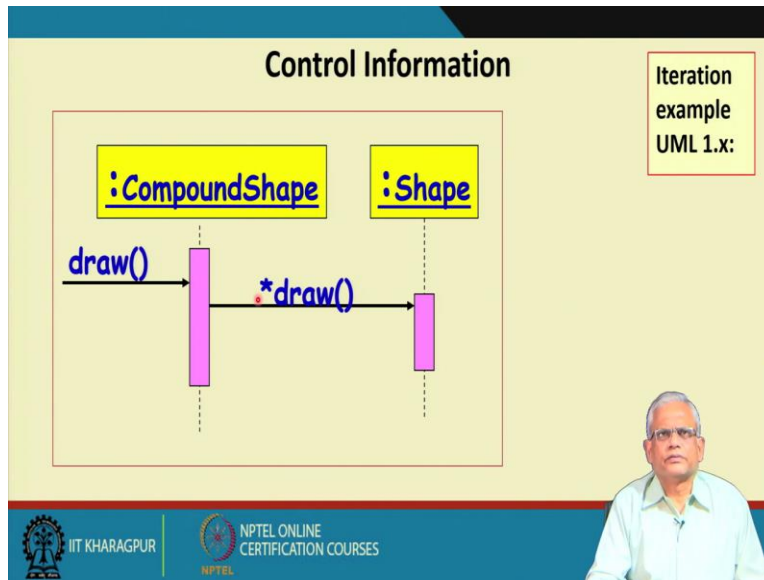 Control Information
Iteration
example
UML 1.x:
:CompoundShape
:Shape
draw()
*draw()
IIT KHARAGPUR
NPTEL
NPTEL ONLINE
CERTIFICATION COURSES